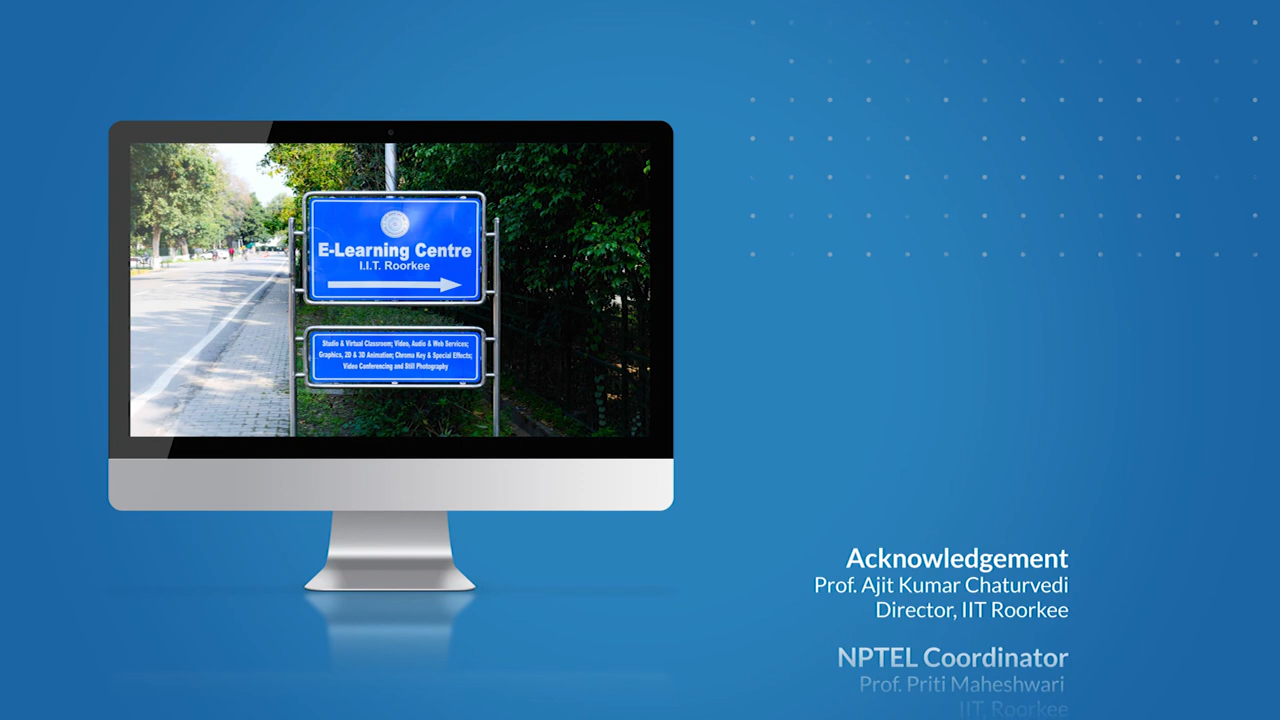 E-Learning Centre
I.I.T. Roorkee
Studio & Virtual Classroom; Video, Audio & Web Services;
Graphics, 2D & 3D Animation; Chroma Key & Special Effects;
Video Conferencing and Still Photography
Acknowledgement
Prof. Ajit Kumar Chaturvedi
Director, IIT Roorkee
NPTEL Coordinator
Prof. Priti Maheshwari
IIT, Roorkee